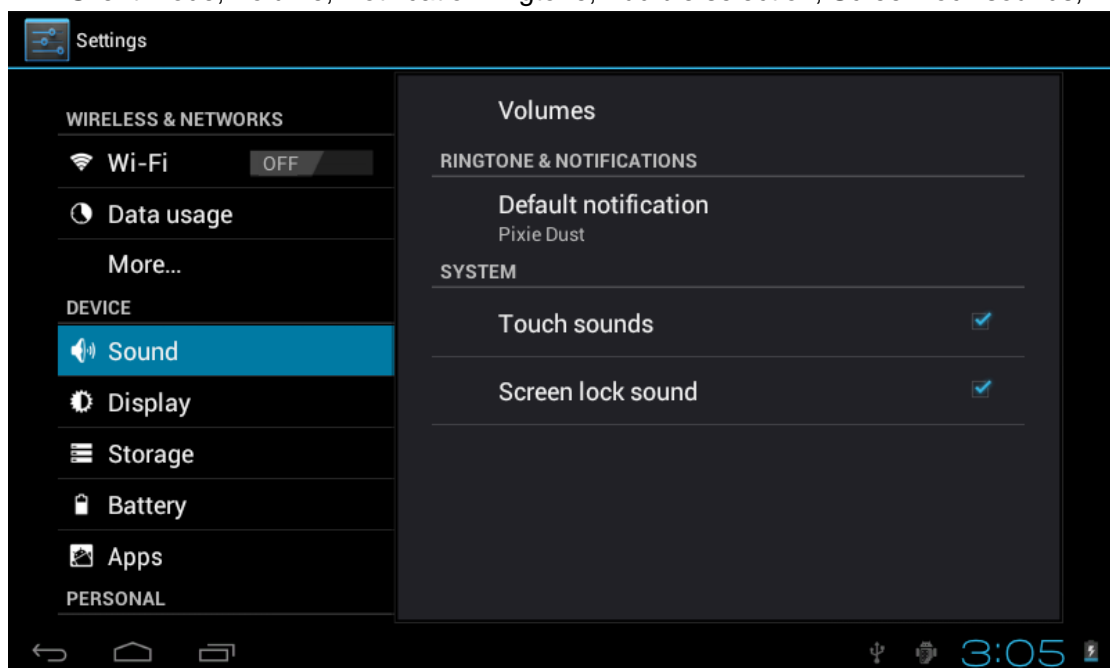 Settings
WIRELESS & NETWORKS
Wi-Fi OFF
Data usage
More...
DEVICE
Sound
Display
Storage
Battery
Apps
PERSONAL
Volumes
RINGTONE & NOTIFICATIONS
Default notification
Pixie Dust
SYSTEM
Touch sounds
Screen lock sound
3:05